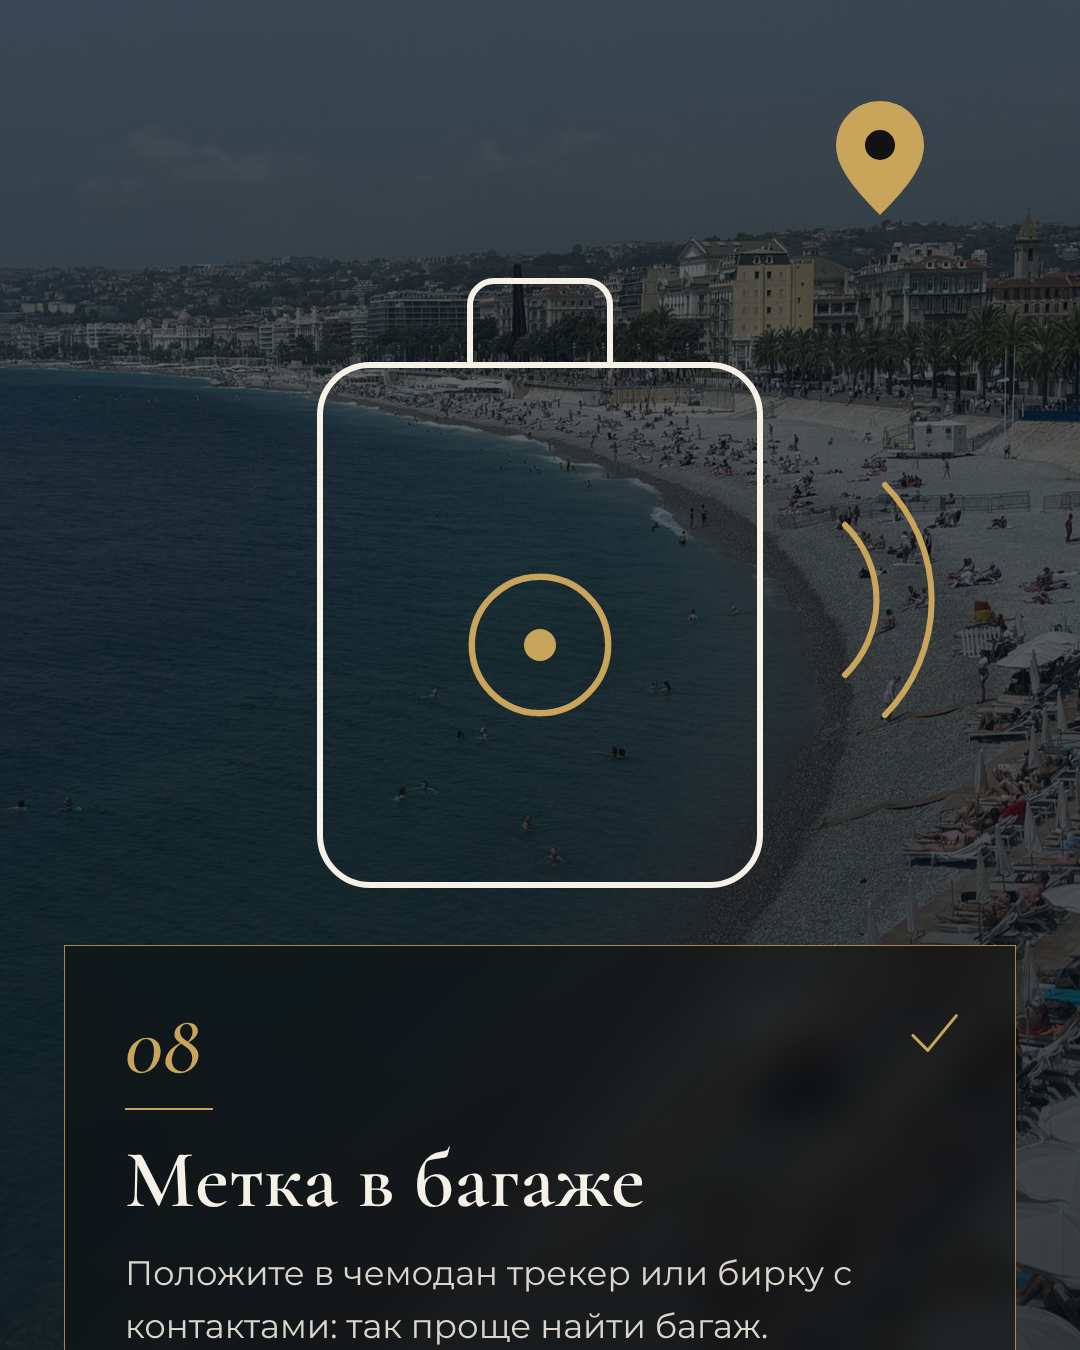 08
Метка в багаже
Положите в чемодан трекер или бирку с
контактами: так проще найти багаж.